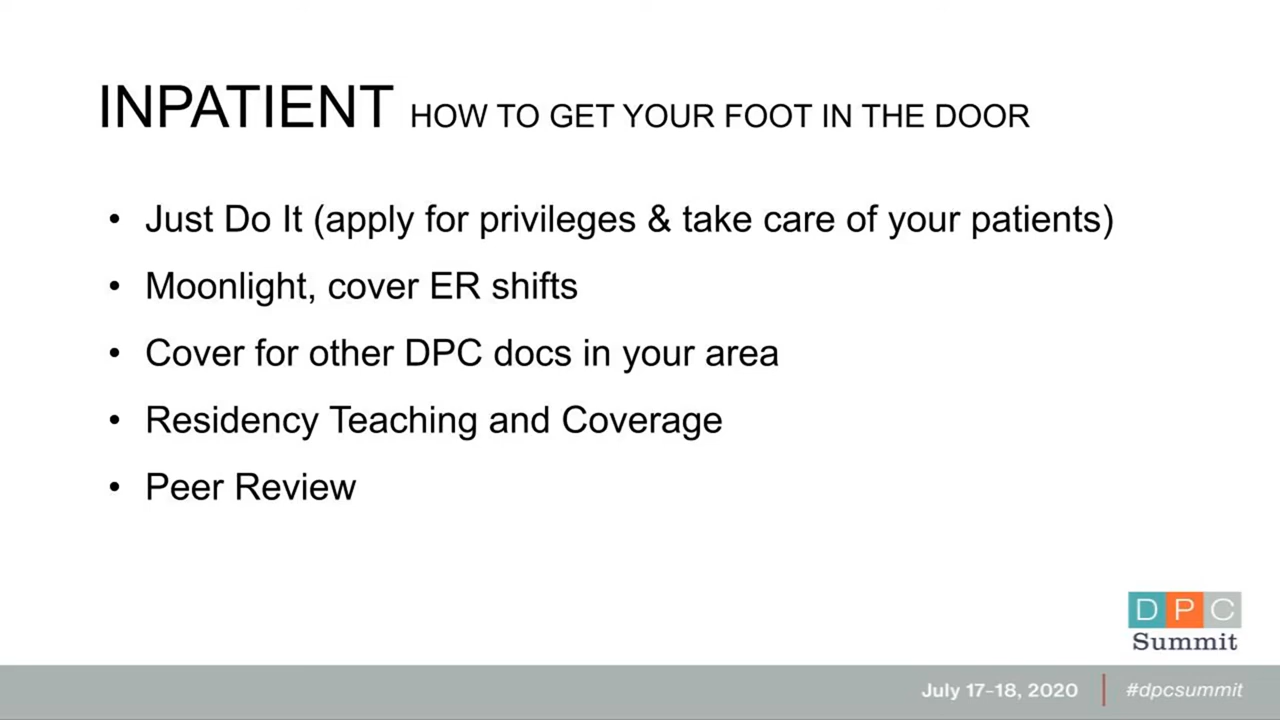 INPATIENT HOW TO GET YOUR FOOT IN THE DOOR
• Just Do It (apply for privileges & take care of your patients)
• Moonlight, cover ER shifts
• Cover for other DPC docs in your area
• Residency Teaching and Coverage
• Peer Review
DPC
Summit
July 17–18, 2020 | #dpcsummit